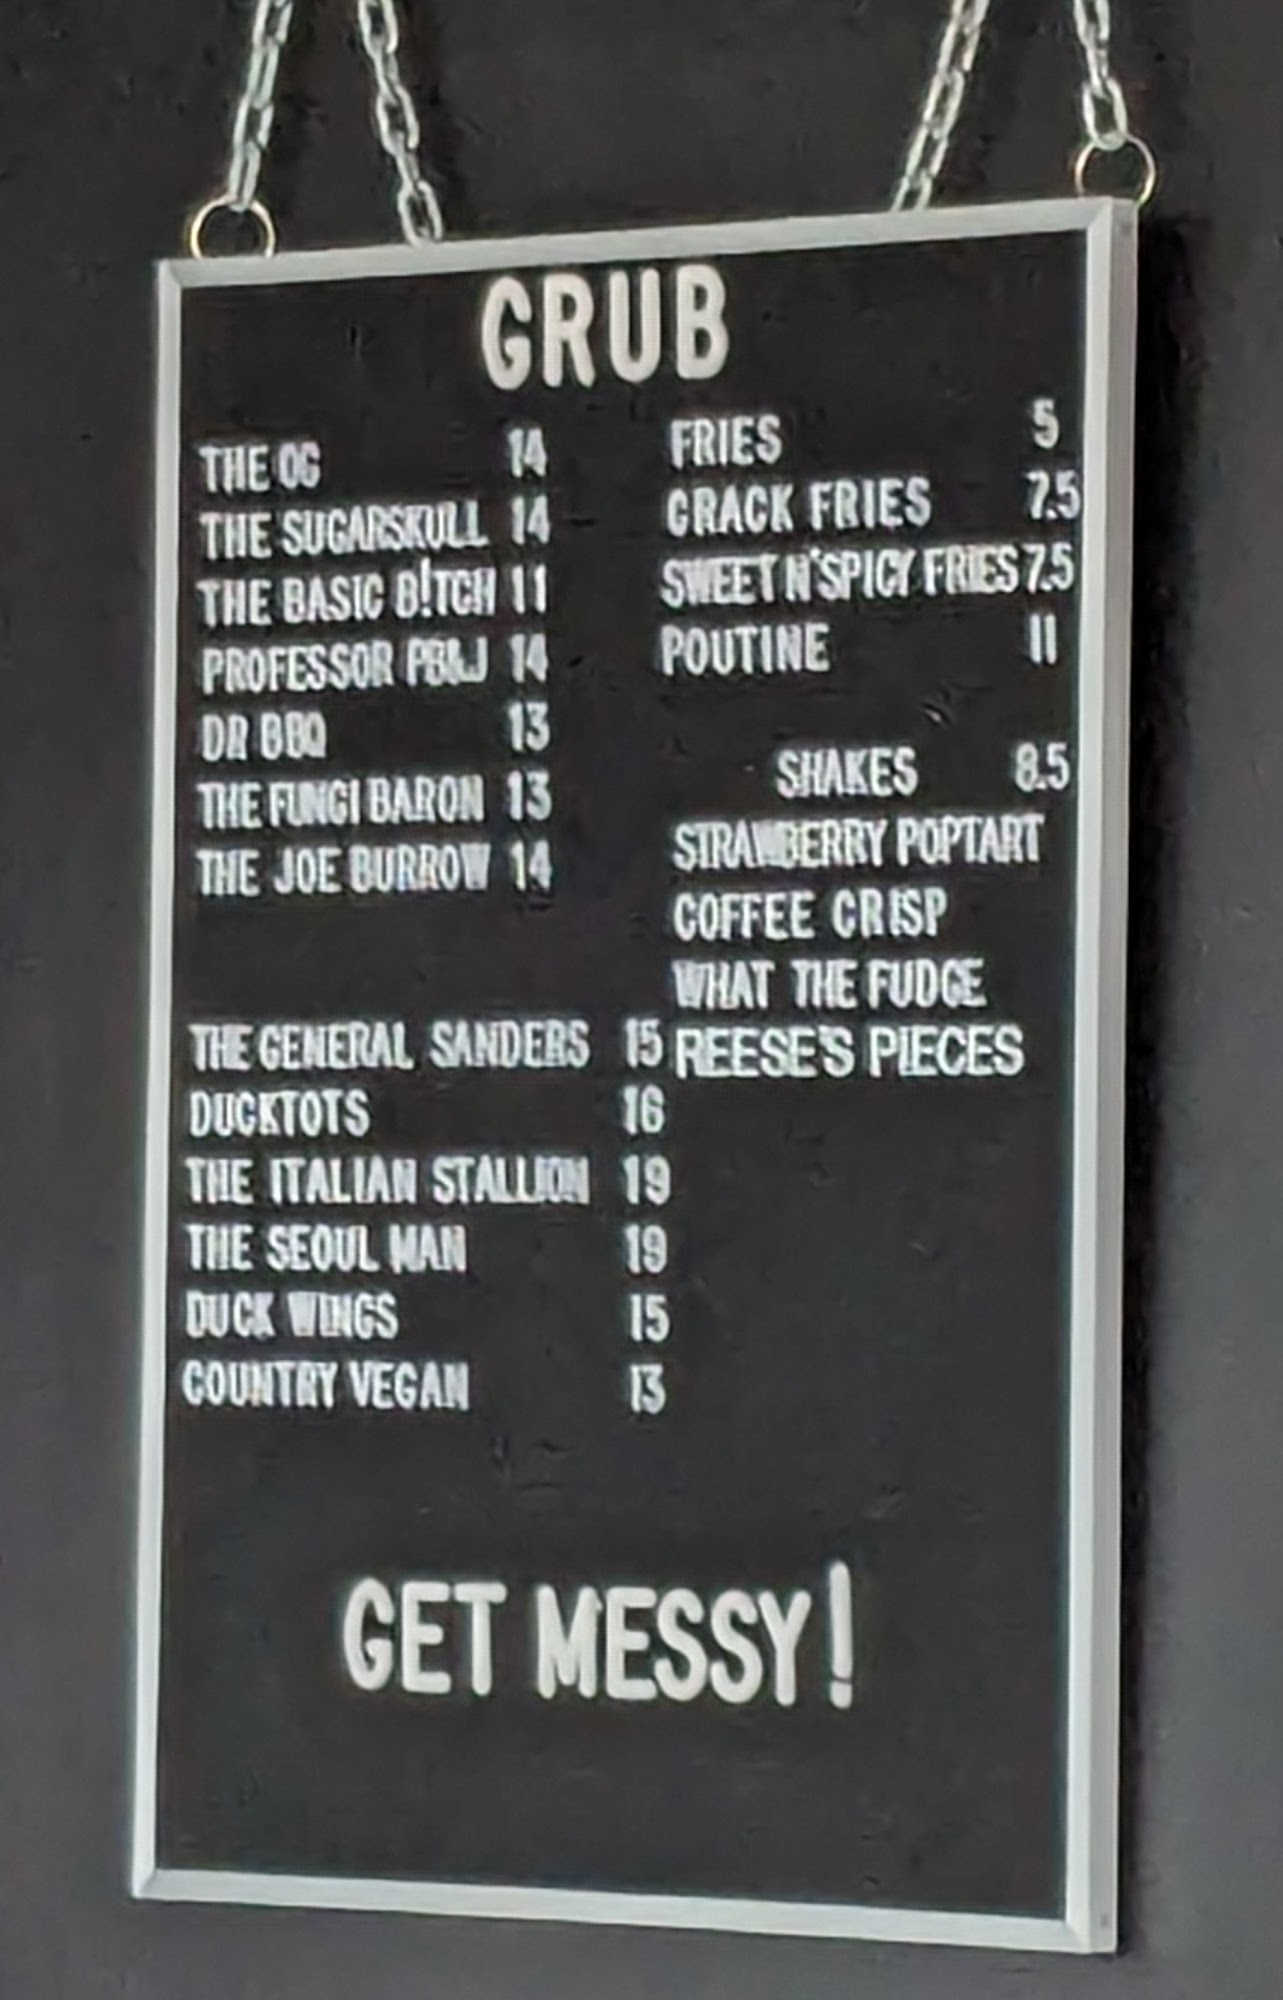 GRUB
THE OG 14
THE SUGARSKULL 14
THE BASIC B!TCH 11
PROFESSOR PB&J 14
DR BBQ 13
THE FUNGI BARON 13
THE JOE BURROW 14
THE GENERAL SANDERS 15
DUCKTOTS 16
THE ITALIAN STALLION 19
THE SEOUL MAN 19
DUCK WINGS 15
COUNTRY VEGAN 13
FRIES 5
CRACK FRIES 7.5
SWEET N'SPICY FRIES 7.5
POUTINE 11
SHAKES 8.5
STRAWBERRY POPTART
COFFEE CRISP
WHAT THE FUDGE
REESE'S PIECES
GET MESSY!